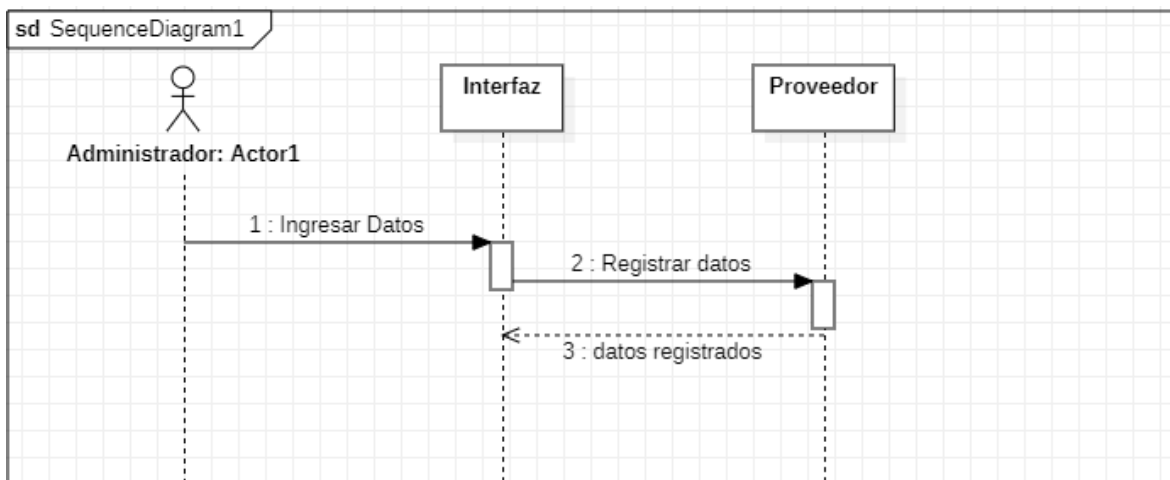 sd SequenceDiagram1
Interfaz
Proveedor
Administrador: Actor1
1 : Ingresar Datos
2 : Registrar datos
3 : datos registrados